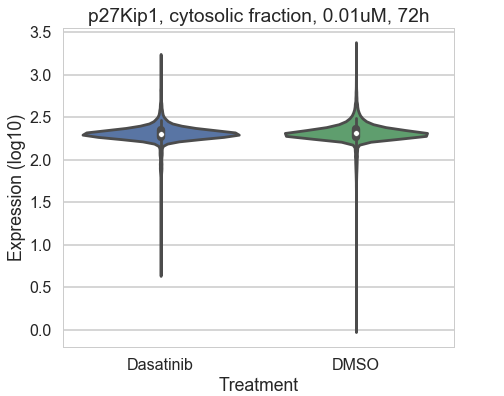 p27Kip1, cytosolic fraction, 0.01uM, 72h
3.5
3.0
2.5
2.0
1.5
1.0
0.5
0.0
Expression (log10)
Dasatinib
DMSO
Treatment